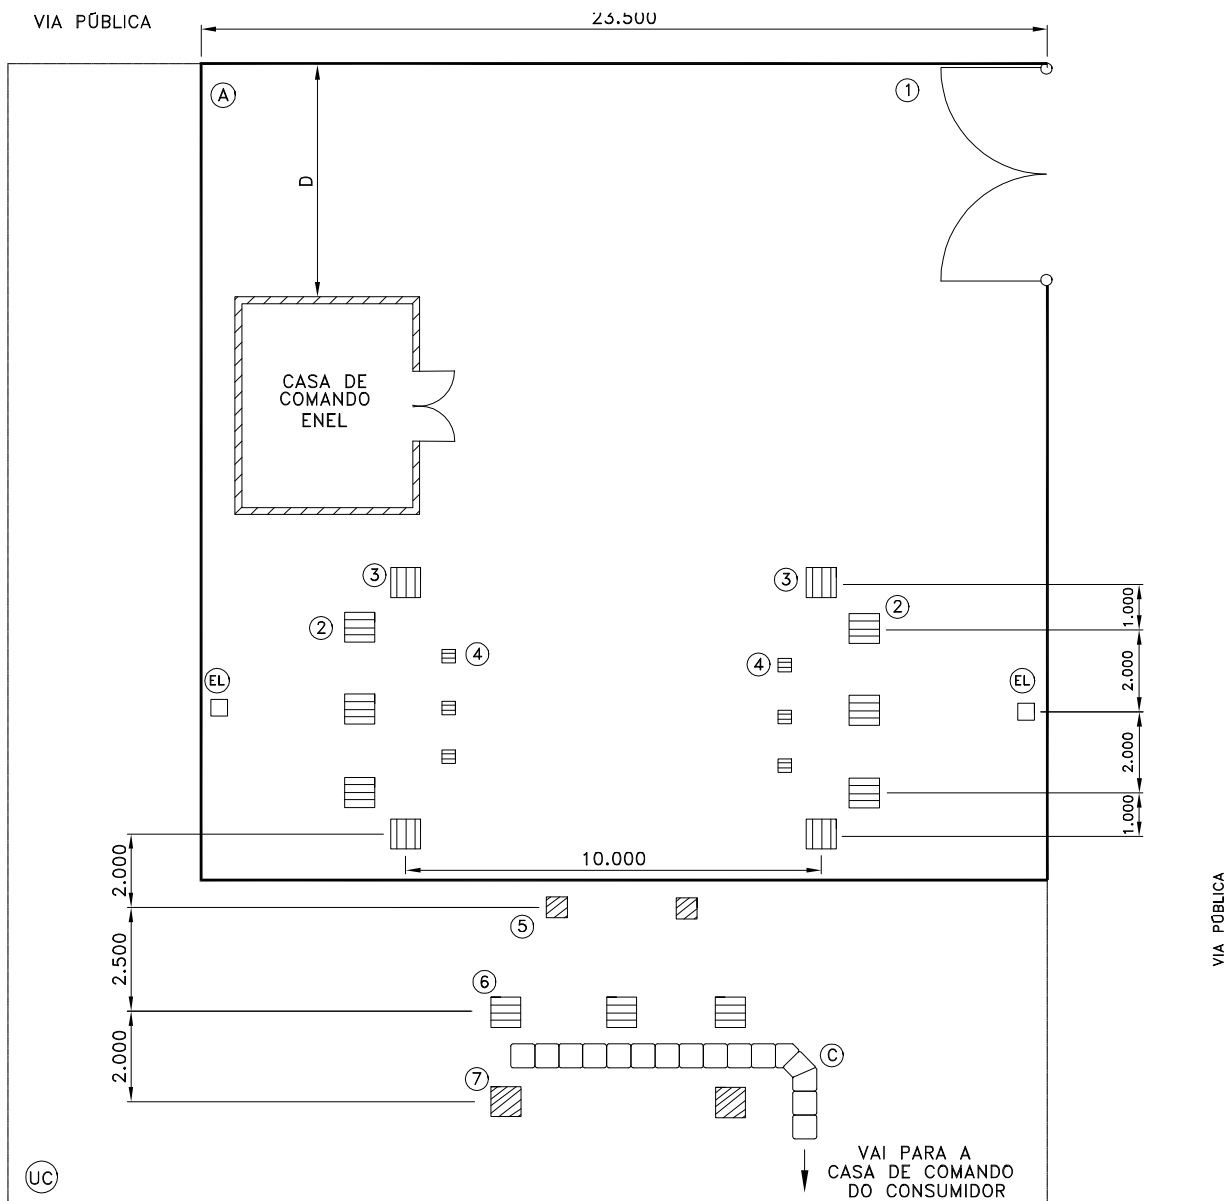 VIA PÚBLICA
23.500
A
1
D
CASA DE
COMANDO
ENEL
3
3
2
2
1.000
4
4
2.000
EL
EL
2.000
1.000
10.000
2.000
5
VIA PÚBLICA
2.500
6
C
2.000
7
VAI PARA A
CASA DE COMANDO
DO CONSUMIDOR
UC